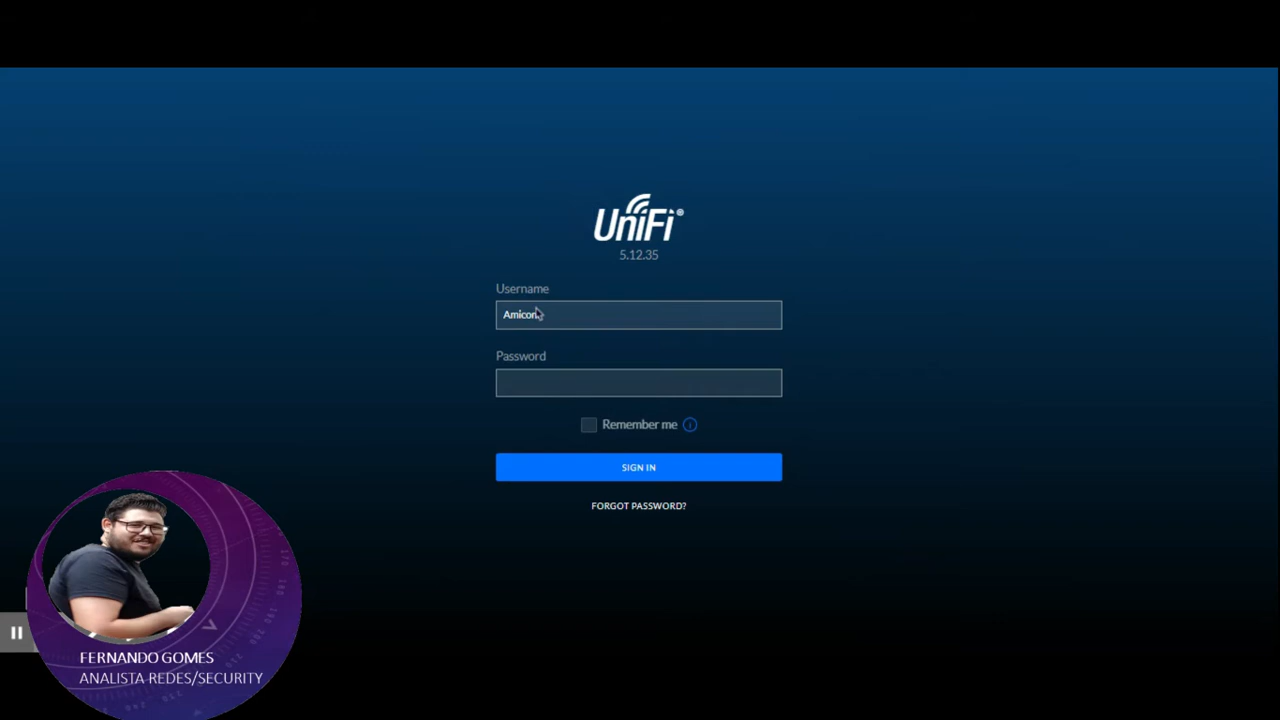 UniFi®
5.12.35
Username
Amicon
Password
Remember me
SIGN IN
FORGOT PASSWORD?
FERNANDO GOMES
ANALISTA REDES/SECURITY